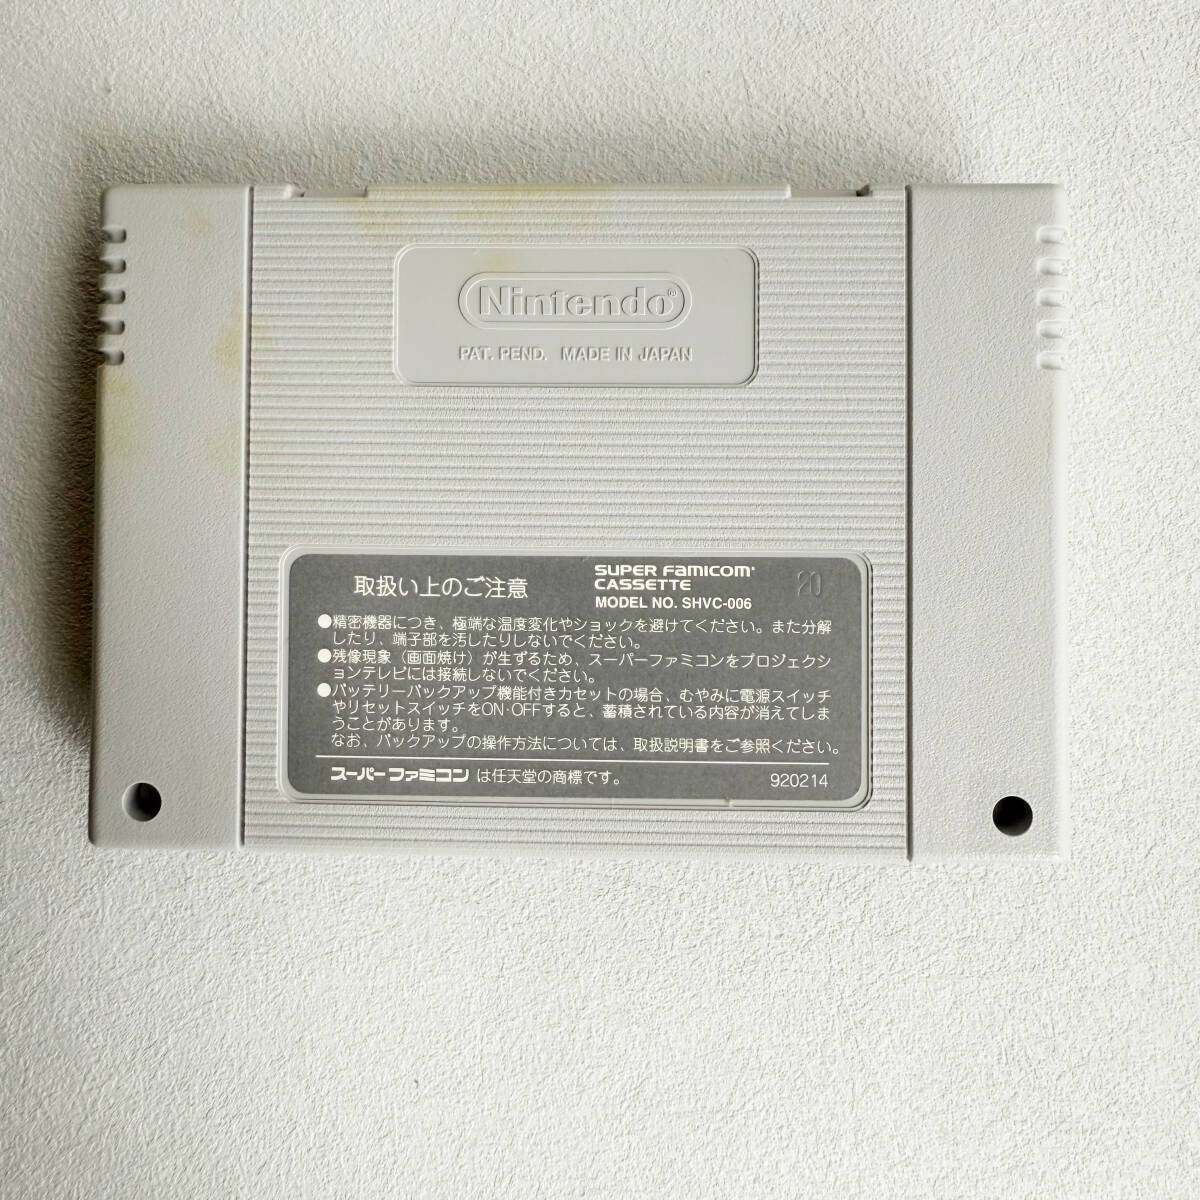 Nintendo®
PAT. PEND. MADE IN JAPAN
取扱い上のご注意
SUPER FAMICOM®
CASSETTE
MODEL NO. SHVC-006
20
●精密機器につき、極端な温度変化やショックを避けてください。また分解
したり、端子部を汚したりしないでください。
●残像現象（画面焼け）が生ずるため、スーパーファミコンをプロジェクシ
ョンテレビには接続しないでください。
●バッテリーバックアップ機能付きカセットの場合、むやみに電源スイッチ
やリセットスイッチをON·OFFすると、蓄積されている内容が消えてしま
うことがあります。
なお、バックアップの操作方法については、取扱説明書をご参照ください。
スーパーファミコンは任天堂の商標です。
920214